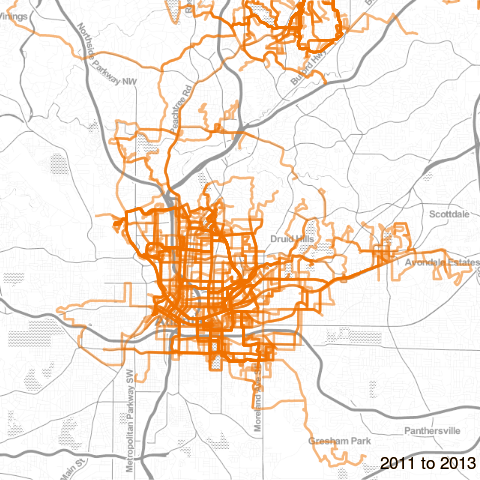 Vinings
Northside Parkway NW
Peachtree Rd
Buford Hwy
Scottdale
Druid Hills
Avondale Estates
Metropolitan Parkway SW
Moreland Ave SE
Panthersville
Gresham Park
Main St
2011 to 2013